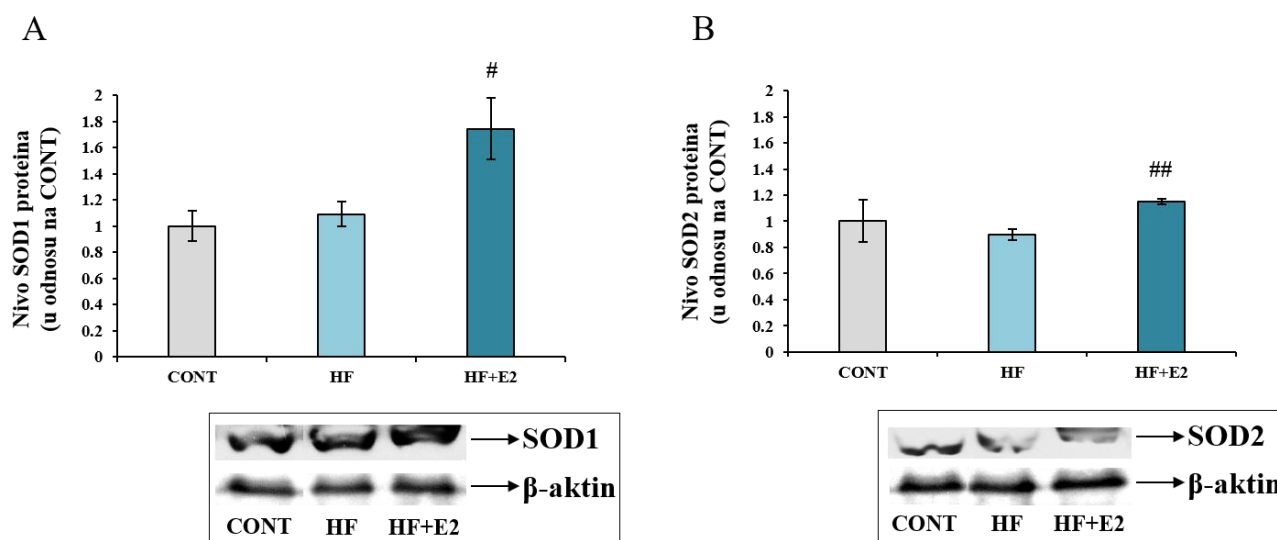 A
#
Nivo SOD1 proteina
(u odnosu na CONT)
2
1.8
1.6
1.4
1.2
1
0.8
0.6
0.4
0.2
0
CONT HF HF+E2
SOD1
β-aktin
CONT HF HF+E2
B
##
Nivo SOD2 proteina
(u odnosu na CONT)
2
1.8
1.6
1.4
1.2
1
0.8
0.6
0.4
0.2
0
CONT HF HF+E2
SOD2
β-aktin
CONT HF HF+E2